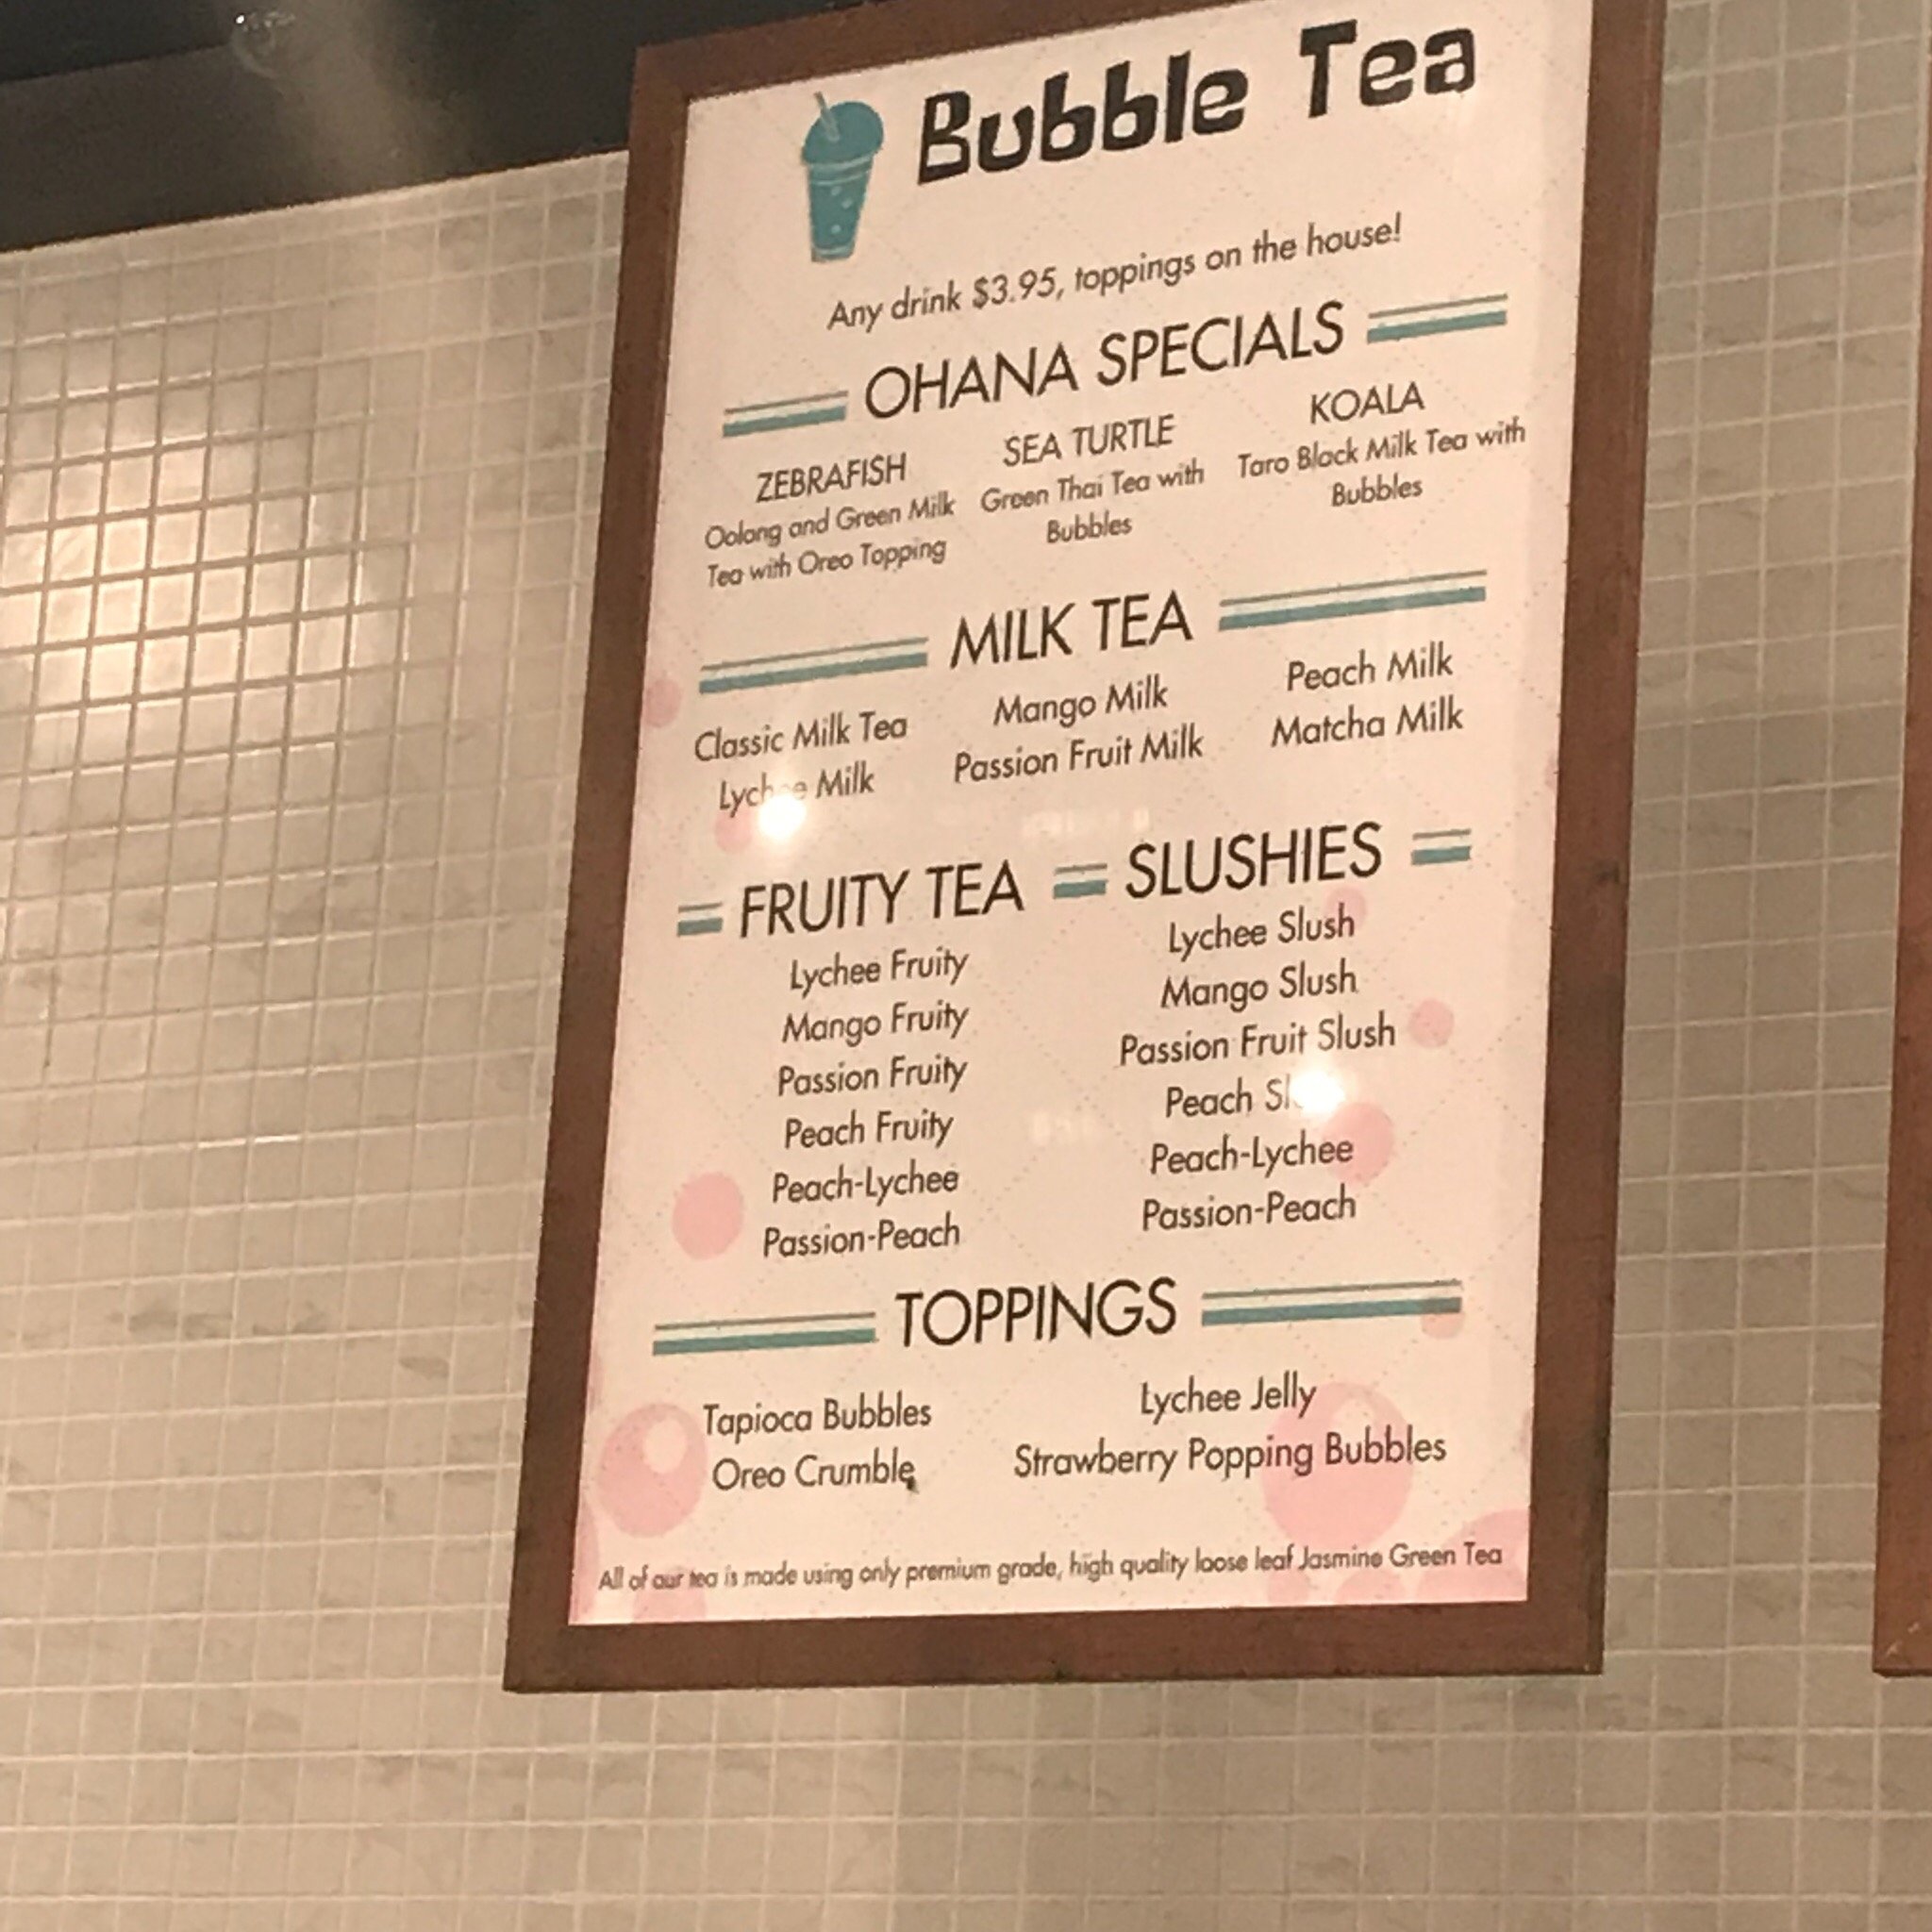 Bubble Tea
Any drink $3.95, toppings on the house!
OHANA SPECIALS
ZEBRAFISH
Oolong and Green Milk
Tea with Oreo Topping
SEA TURTLE
Green Thai Tea with
Bubbles
KOALA
Taro Black Milk Tea with
Bubbles
MILK TEA
Classic Milk Tea
Lychee Milk
Mango Milk
Passion Fruit Milk
Peach Milk
Matcha Milk
FRUITY TEA
Lychee Fruity
Mango Fruity
Passion Fruity
Peach Fruity
Peach-Lychee
Passion-Peach
SLUSHIES
Lychee Slush
Mango Slush
Passion Fruit Slush
Peach
Peach-Lychee
Passion-Peach
TOPPINGS
Tapioca Bubbles
Oreo Crumble
Lychee Jelly
Strawberry Popping Bubbles
All of our tea is made using only premium grade, high quality loose leaf Jasmine Green Tea